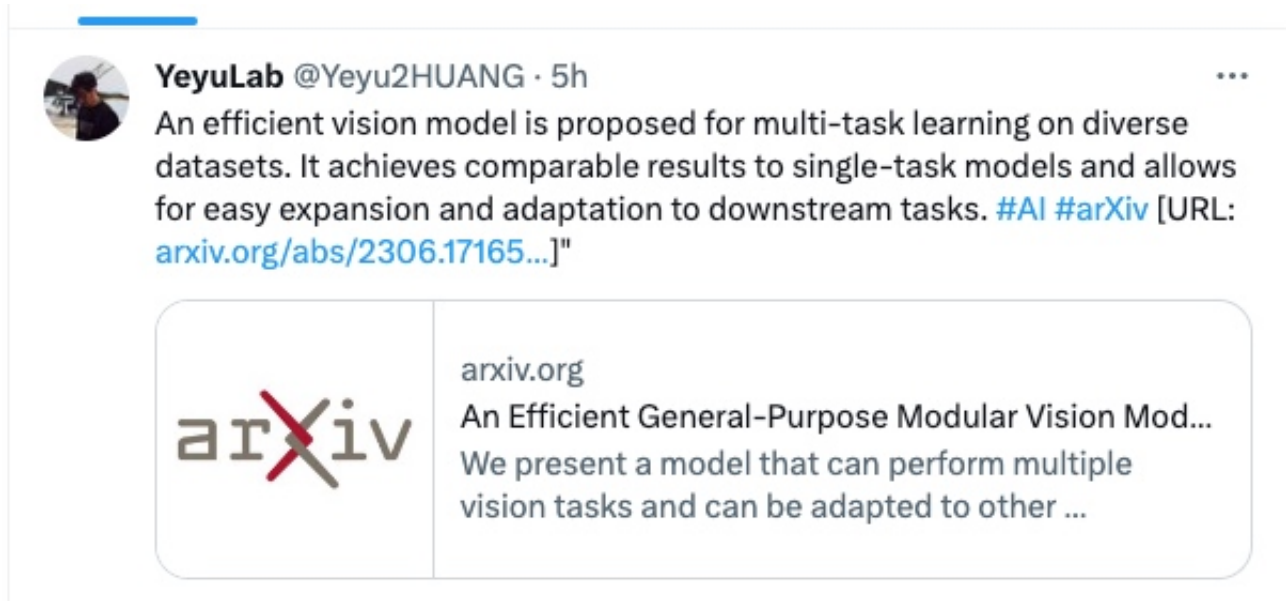 YeyuLab @Yeyu2HUANG · 5h
An efficient vision model is proposed for multi-task learning on diverse
datasets. It achieves comparable results to single-task models and allows
for easy expansion and adaptation to downstream tasks. #AI #arXiv [URL:
arxiv.org/abs/2306.17165...]"
arXiv
arxiv.org
An Efficient General-Purpose Modular Vision Mod...
We present a model that can perform multiple
vision tasks and can be adapted to other ...